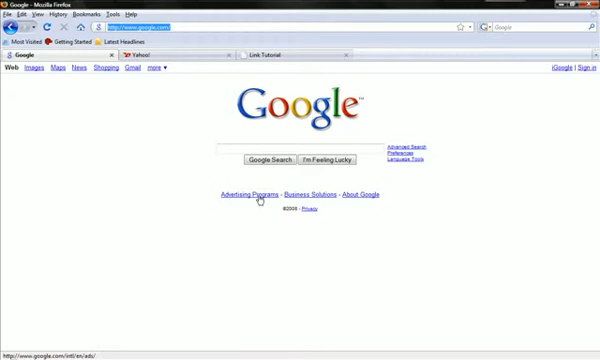 Google - Mozilla Firefox
File Edit View History Bookmarks Tools Help
http://www.google.com/
Google
Most Visited Getting Started Latest Headlines
Google Yahoo! Link Tutorial
Web Images Maps News Shopping Gmail more ▼
iGoogle | Sign in
Google™
Advanced Search
Preferences
Language Tools
Google Search I'm Feeling Lucky
Advertising Programs - Business Solutions - About Google
©2008 - Privacy
http://www.google.com/intl/en/ads/